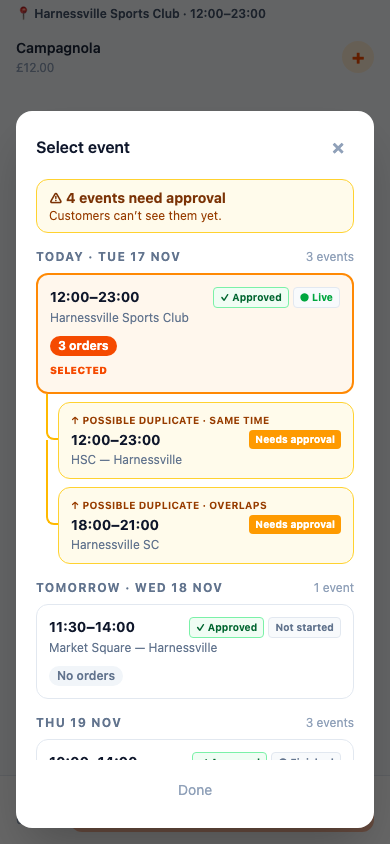 📍 Harnessville Sports Club · 12:00–23:00
Campagnola
£12.00
+
Select event
×
⚠ 4 events need approval
Customers can't see them yet.
TODAY · TUE 17 NOV
3 events
12:00–23:00
✓ Approved
● Live
Harnessville Sports Club
3 orders
SELECTED
↑ POSSIBLE DUPLICATE · SAME TIME
12:00–23:00
Needs approval
HSC — Harnessville
↑ POSSIBLE DUPLICATE · OVERLAPS
18:00–21:00
Needs approval
Harnessville SC
TOMORROW · WED 18 NOV
1 event
11:30–14:00
✓ Approved
Not started
Market Square — Harnessville
No orders
THU 19 NOV
3 events
Done